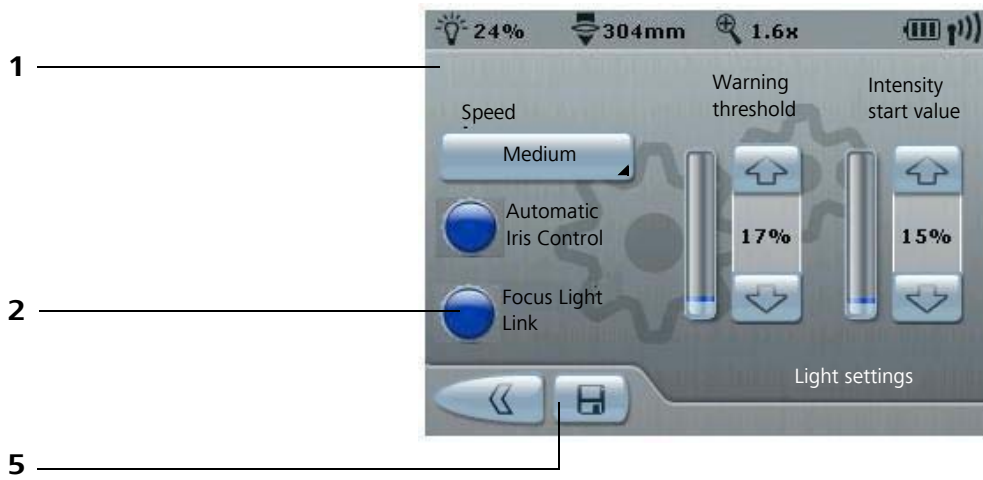 24% 304mm 1.6x
1
Warning
threshold
Intensity
start value
Speed
Medium
Automatic
Iris Control
17%
15%
2
Focus Light
Link
Light settings
5